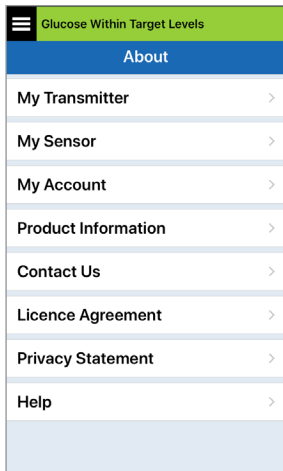 Glucose Within Target Levels
About
My Transmitter
My Sensor
My Account
Product Information
Contact Us
Licence Agreement
Privacy Statement
Help